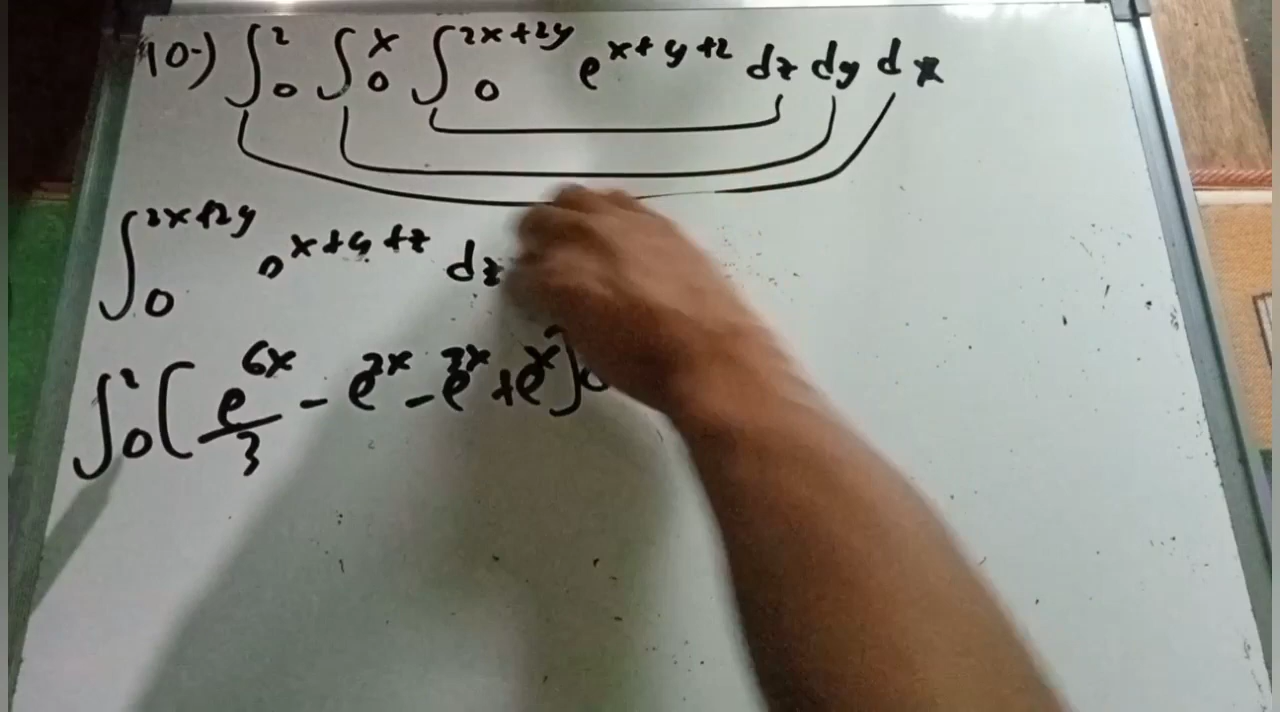 10-) ∫₀² ∫₀ˣ ∫₀^{2x+2y} e^{x+y+z} dz dy dx
∫₀^{2x+2y} e^{x+y+z} dz
∫₀² ( e^{6x}/3 - e^{2x} - e^{3x} + e^{x} ]